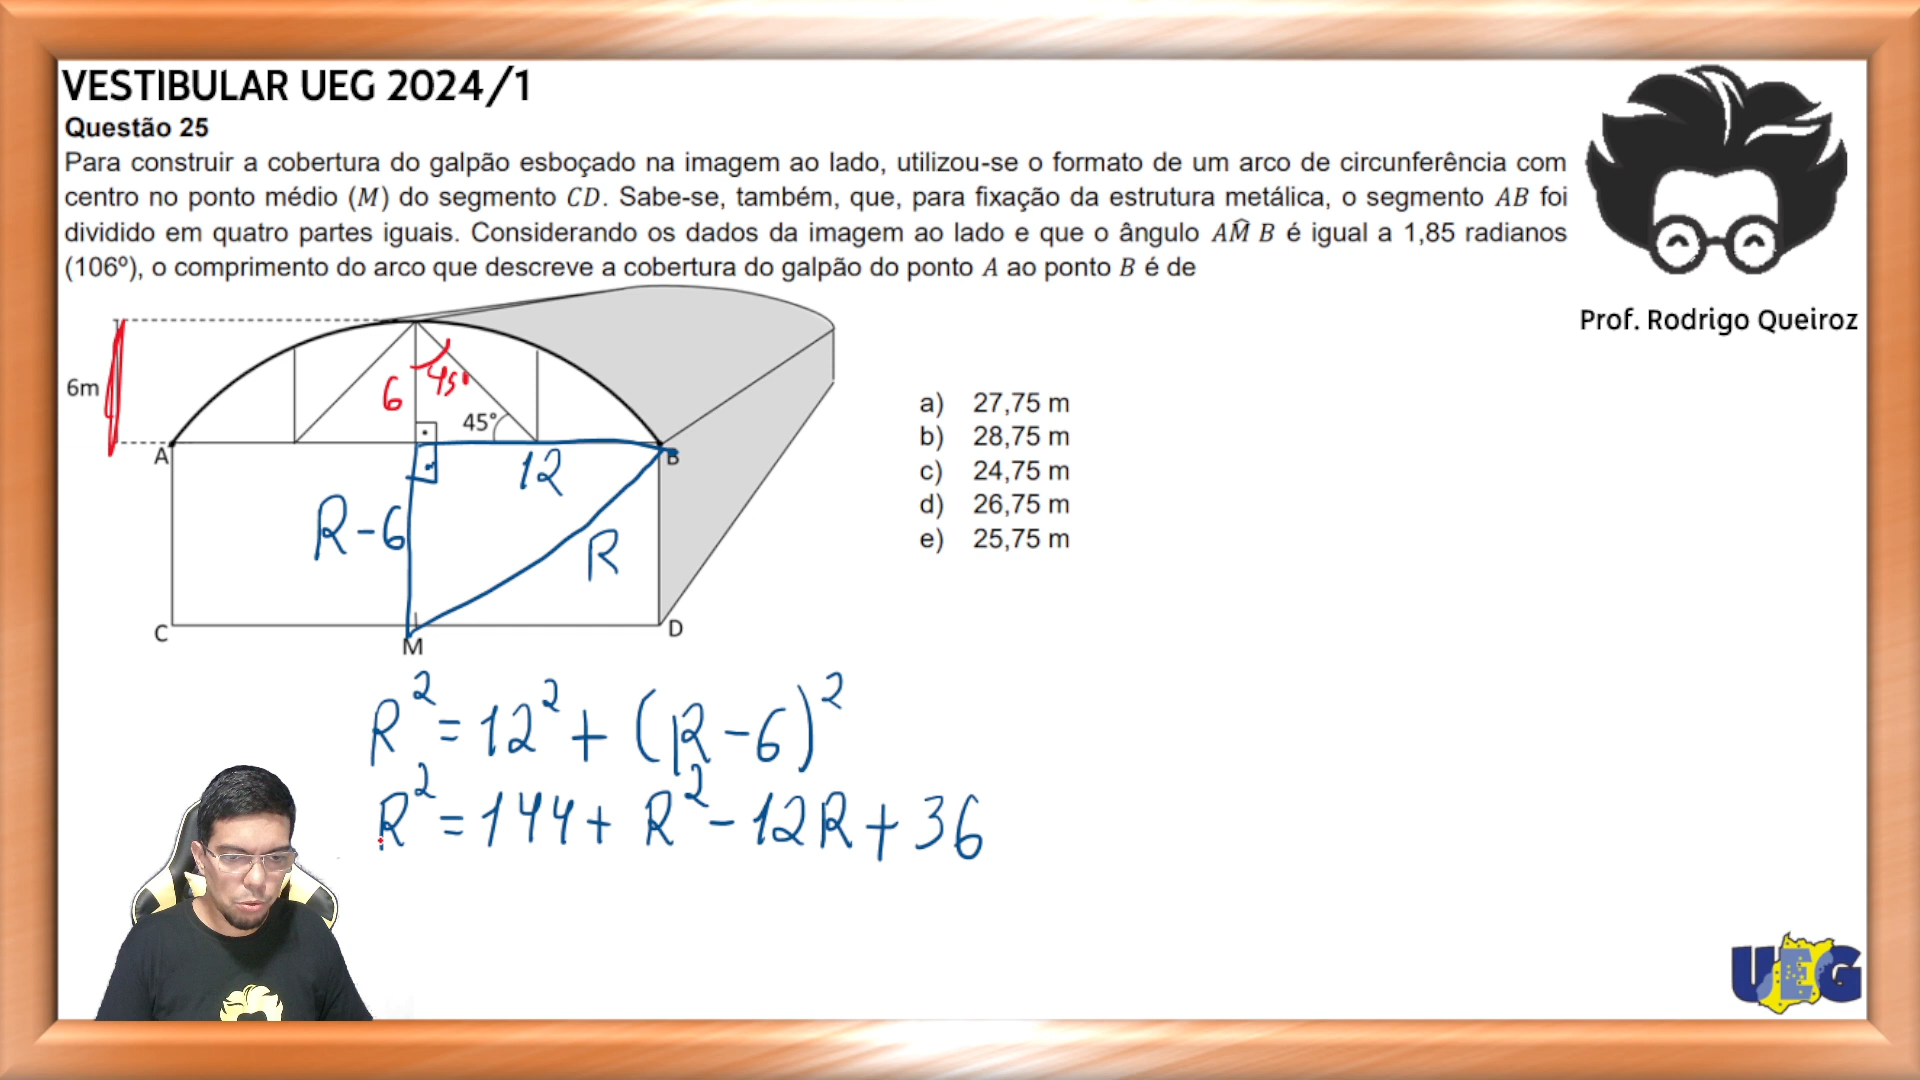 VESTIBULAR UEG 2024/1
Questão 25
Para construir a cobertura do galpão esboçado na imagem ao lado, utilizou-se o formato de um arco de circunferência com
centro no ponto médio (M) do segmento CD. Sabe-se, também, que, para fixação da estrutura metálica, o segmento AB foi
dividido em quatro partes iguais. Considerando os dados da imagem ao lado e que o ângulo AM̂ B é igual a 1,85 radianos
(106º), o comprimento do arco que descreve a cobertura do galpão do ponto A ao ponto B é de
Prof. Rodrigo Queiroz
6m
6
45°
45°
A
B
12
R-6
R
C
M
D
a) 27,75 m
b) 28,75 m
c) 24,75 m
d) 26,75 m
e) 25,75 m
R² = 12² + (R-6)²
R² = 144 + R² - 12R + 36
UEG